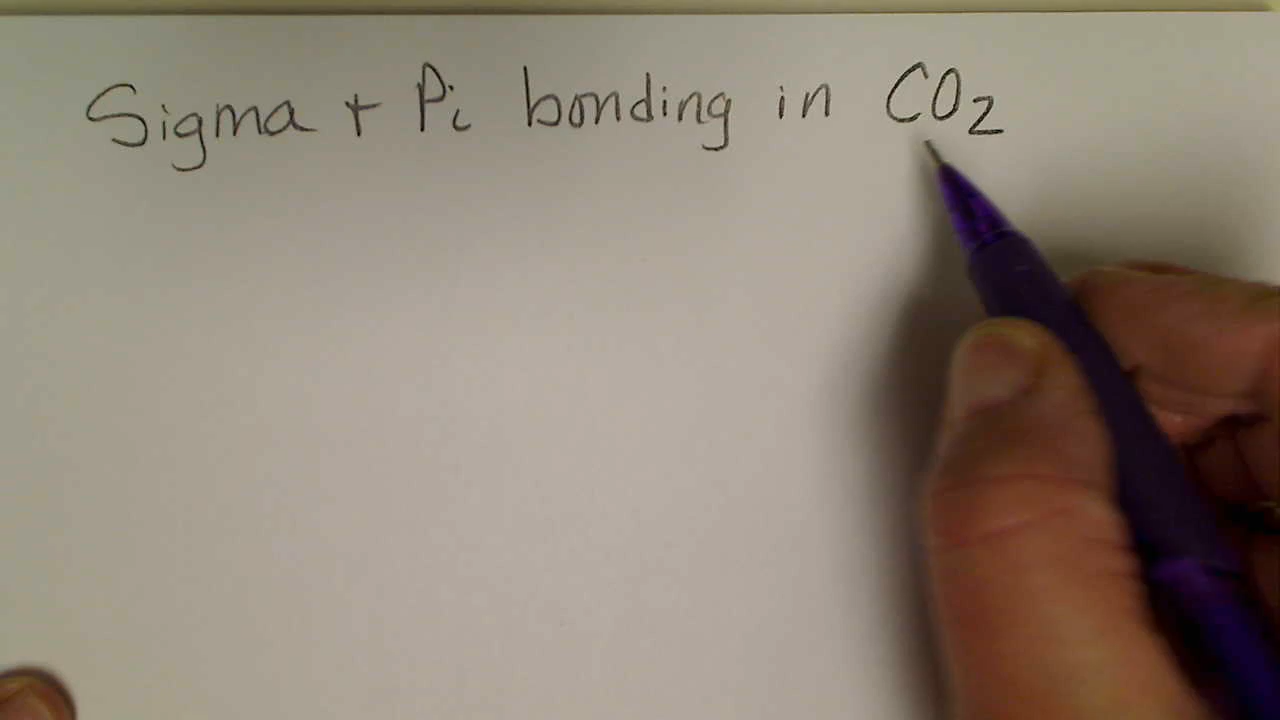 Sigma + Pi bonding in CO₂